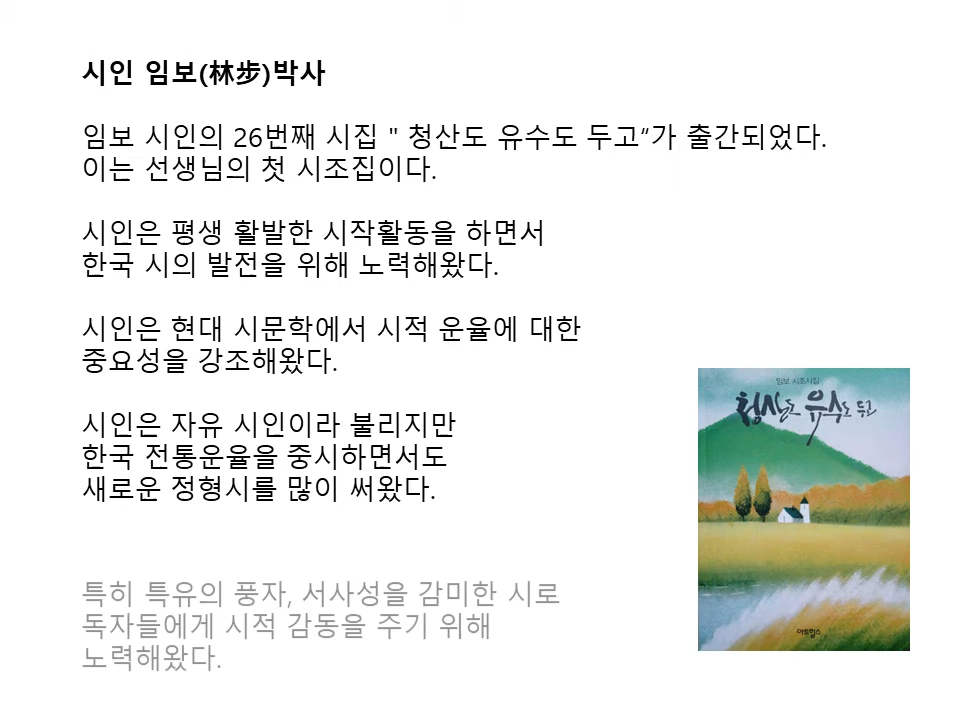 시인 임보(林步)박사
임보 시인의 26번째 시집 " 청산도 유수도 두고”가 출간되었다.
이는 선생님의 첫 시조집이다.
시인은 평생 활발한 시작활동을 하면서
한국 시의 발전을 위해 노력해왔다.
시인은 현대 시문학에서 시적 운율에 대한
중요성을 강조해왔다.
시인은 자유 시인이라 불리지만
한국 전통운율을 중시하면서도
새로운 정형시를 많이 써왔다.
특히 특유의 풍자, 서사성을 감미한 시로
독자들에게 시적 감동을 주기 위해
노력해왔다.
임보 시조시집
청산도 유수도 두고
아트힐스